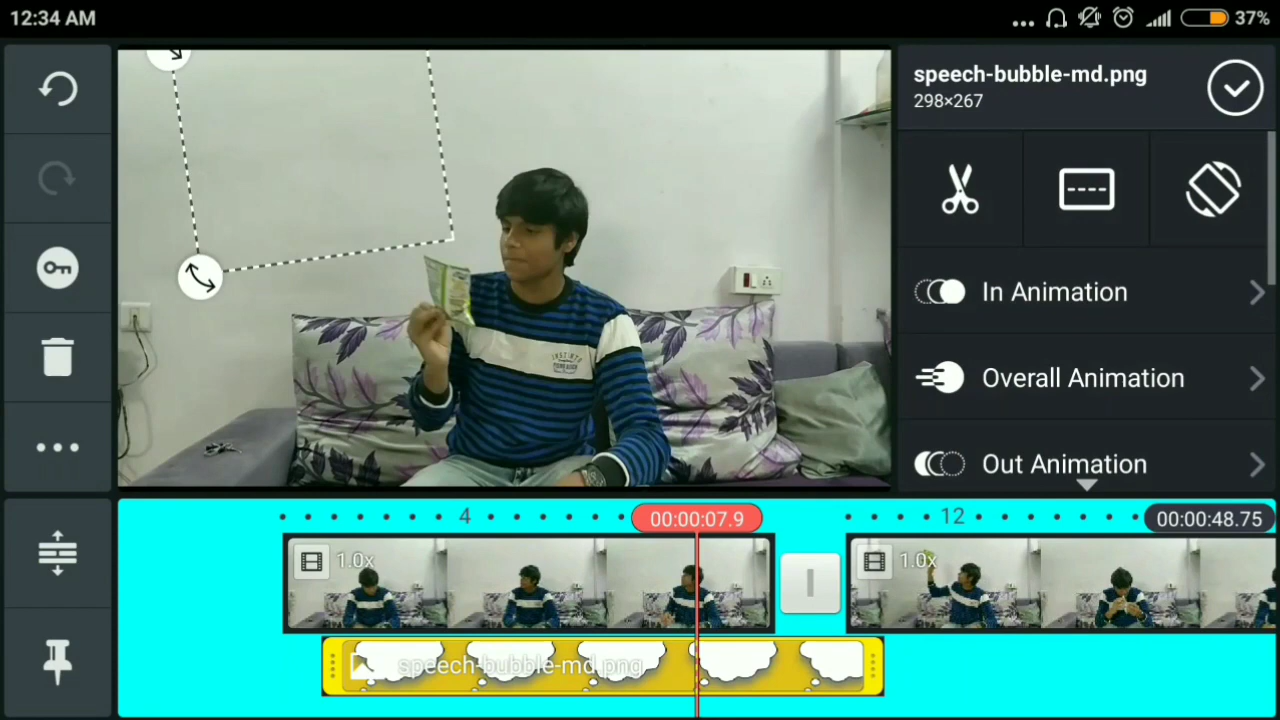 12:34 AM
37%
speech-bubble-md.png
298×267
In Animation
Overall Animation
Out Animation
4
00:00:07.9
12
00:00:48.75
1.0x
1.0x
speech-bubble-md.png